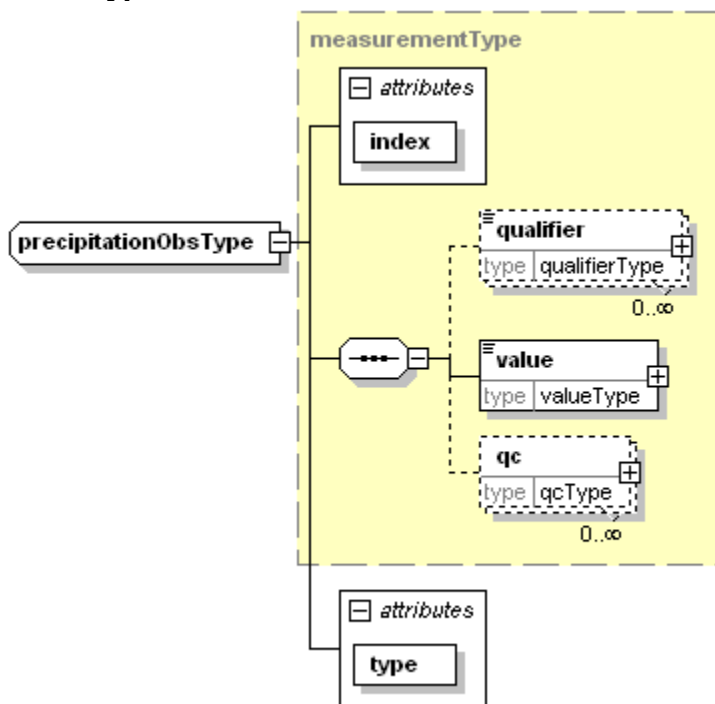 measurementType
attributes
index
precipitationObsType
qualifier
type qualifierType
0..∞
value
type valueType
qc
type qcType
0..∞
attributes
type